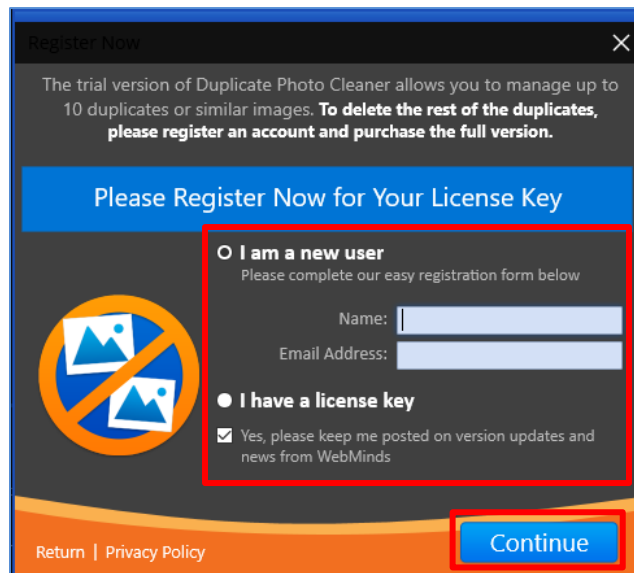 Register Now
The trial version of Duplicate Photo Cleaner allows you to manage up to
10 duplicates or similar images. To delete the rest of the duplicates,
please register an account and purchase the full version.
Please Register Now for Your License Key
I am a new user
Please complete our easy registration form below
Name:
Email Address:
I have a license key
Yes, please keep me posted on version updates and
news from WebMinds
Return | Privacy Policy
Continue